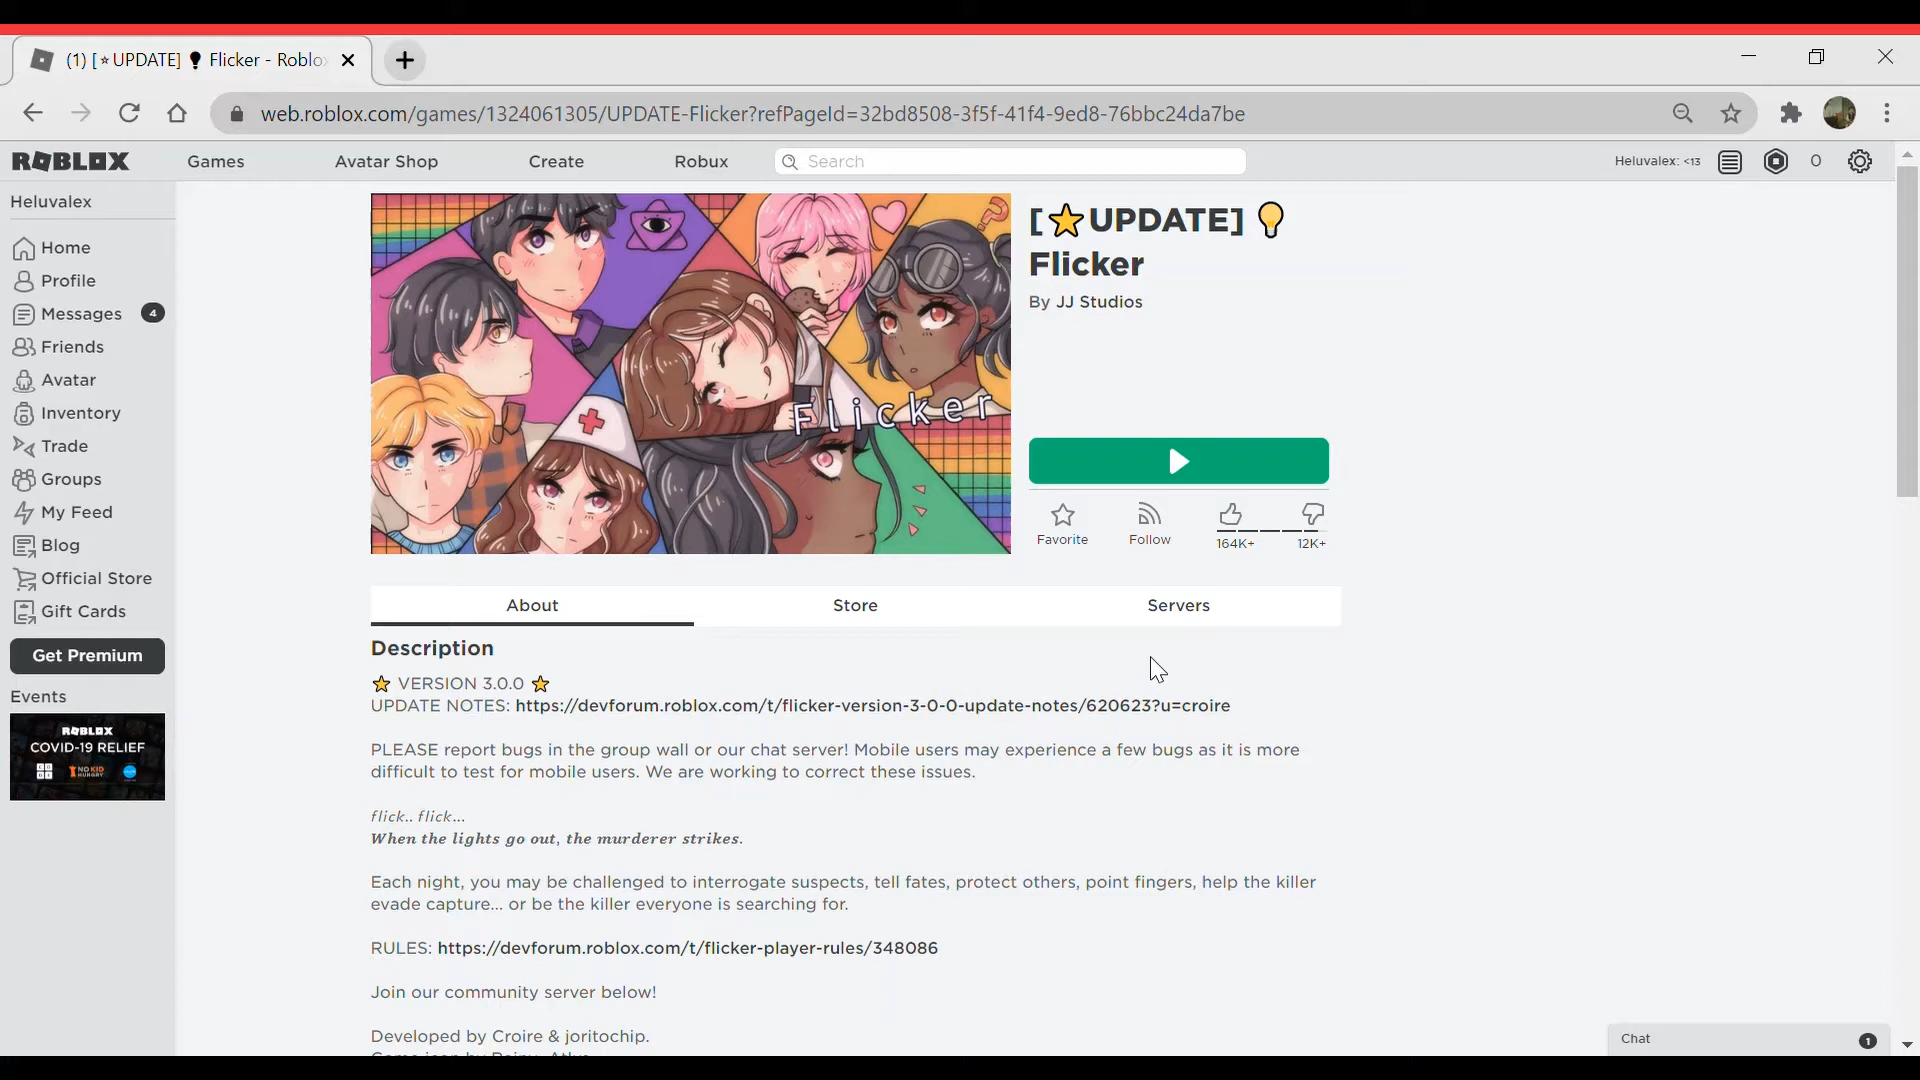 (1) [⭐UPDATE] 💡 Flicker - Roblo
web.roblox.com/games/1324061305/UPDATE-Flicker?refPageId=32bd8508-3f5f-41f4-9ed8-76bbc24da7be
ROBLOX
Games
Avatar Shop
Create
Robux
Search
Heluvalex: <13
0
Heluvalex
Home
Profile
Messages 4
Friends
Avatar
Inventory
Trade
Groups
My Feed
Blog
Official Store
Gift Cards
Get Premium
Events
ROBLOX
COVID-19 RELIEF
NO KID
HUNGRY
Flicker
[⭐UPDATE] 💡
Flicker
By JJ Studios
Favorite
Follow
164K+
12K+
About
Store
Servers
Description
⭐ VERSION 3.0.0 ⭐
UPDATE NOTES: https://devforum.roblox.com/t/flicker-version-3-0-0-update-notes/620623?u=croire
PLEASE report bugs in the group wall or our chat server! Mobile users may experience a few bugs as it is more
difficult to test for mobile users. We are working to correct these issues.
flick.. flick...
When the lights go out, the murderer strikes.
Each night, you may be challenged to interrogate suspects, tell fates, protect others, point fingers, help the killer
evade capture... or be the killer everyone is searching for.
RULES: https://devforum.roblox.com/t/flicker-player-rules/348086
Join our community server below!
Developed by Croire & joritochip.
Chat
1